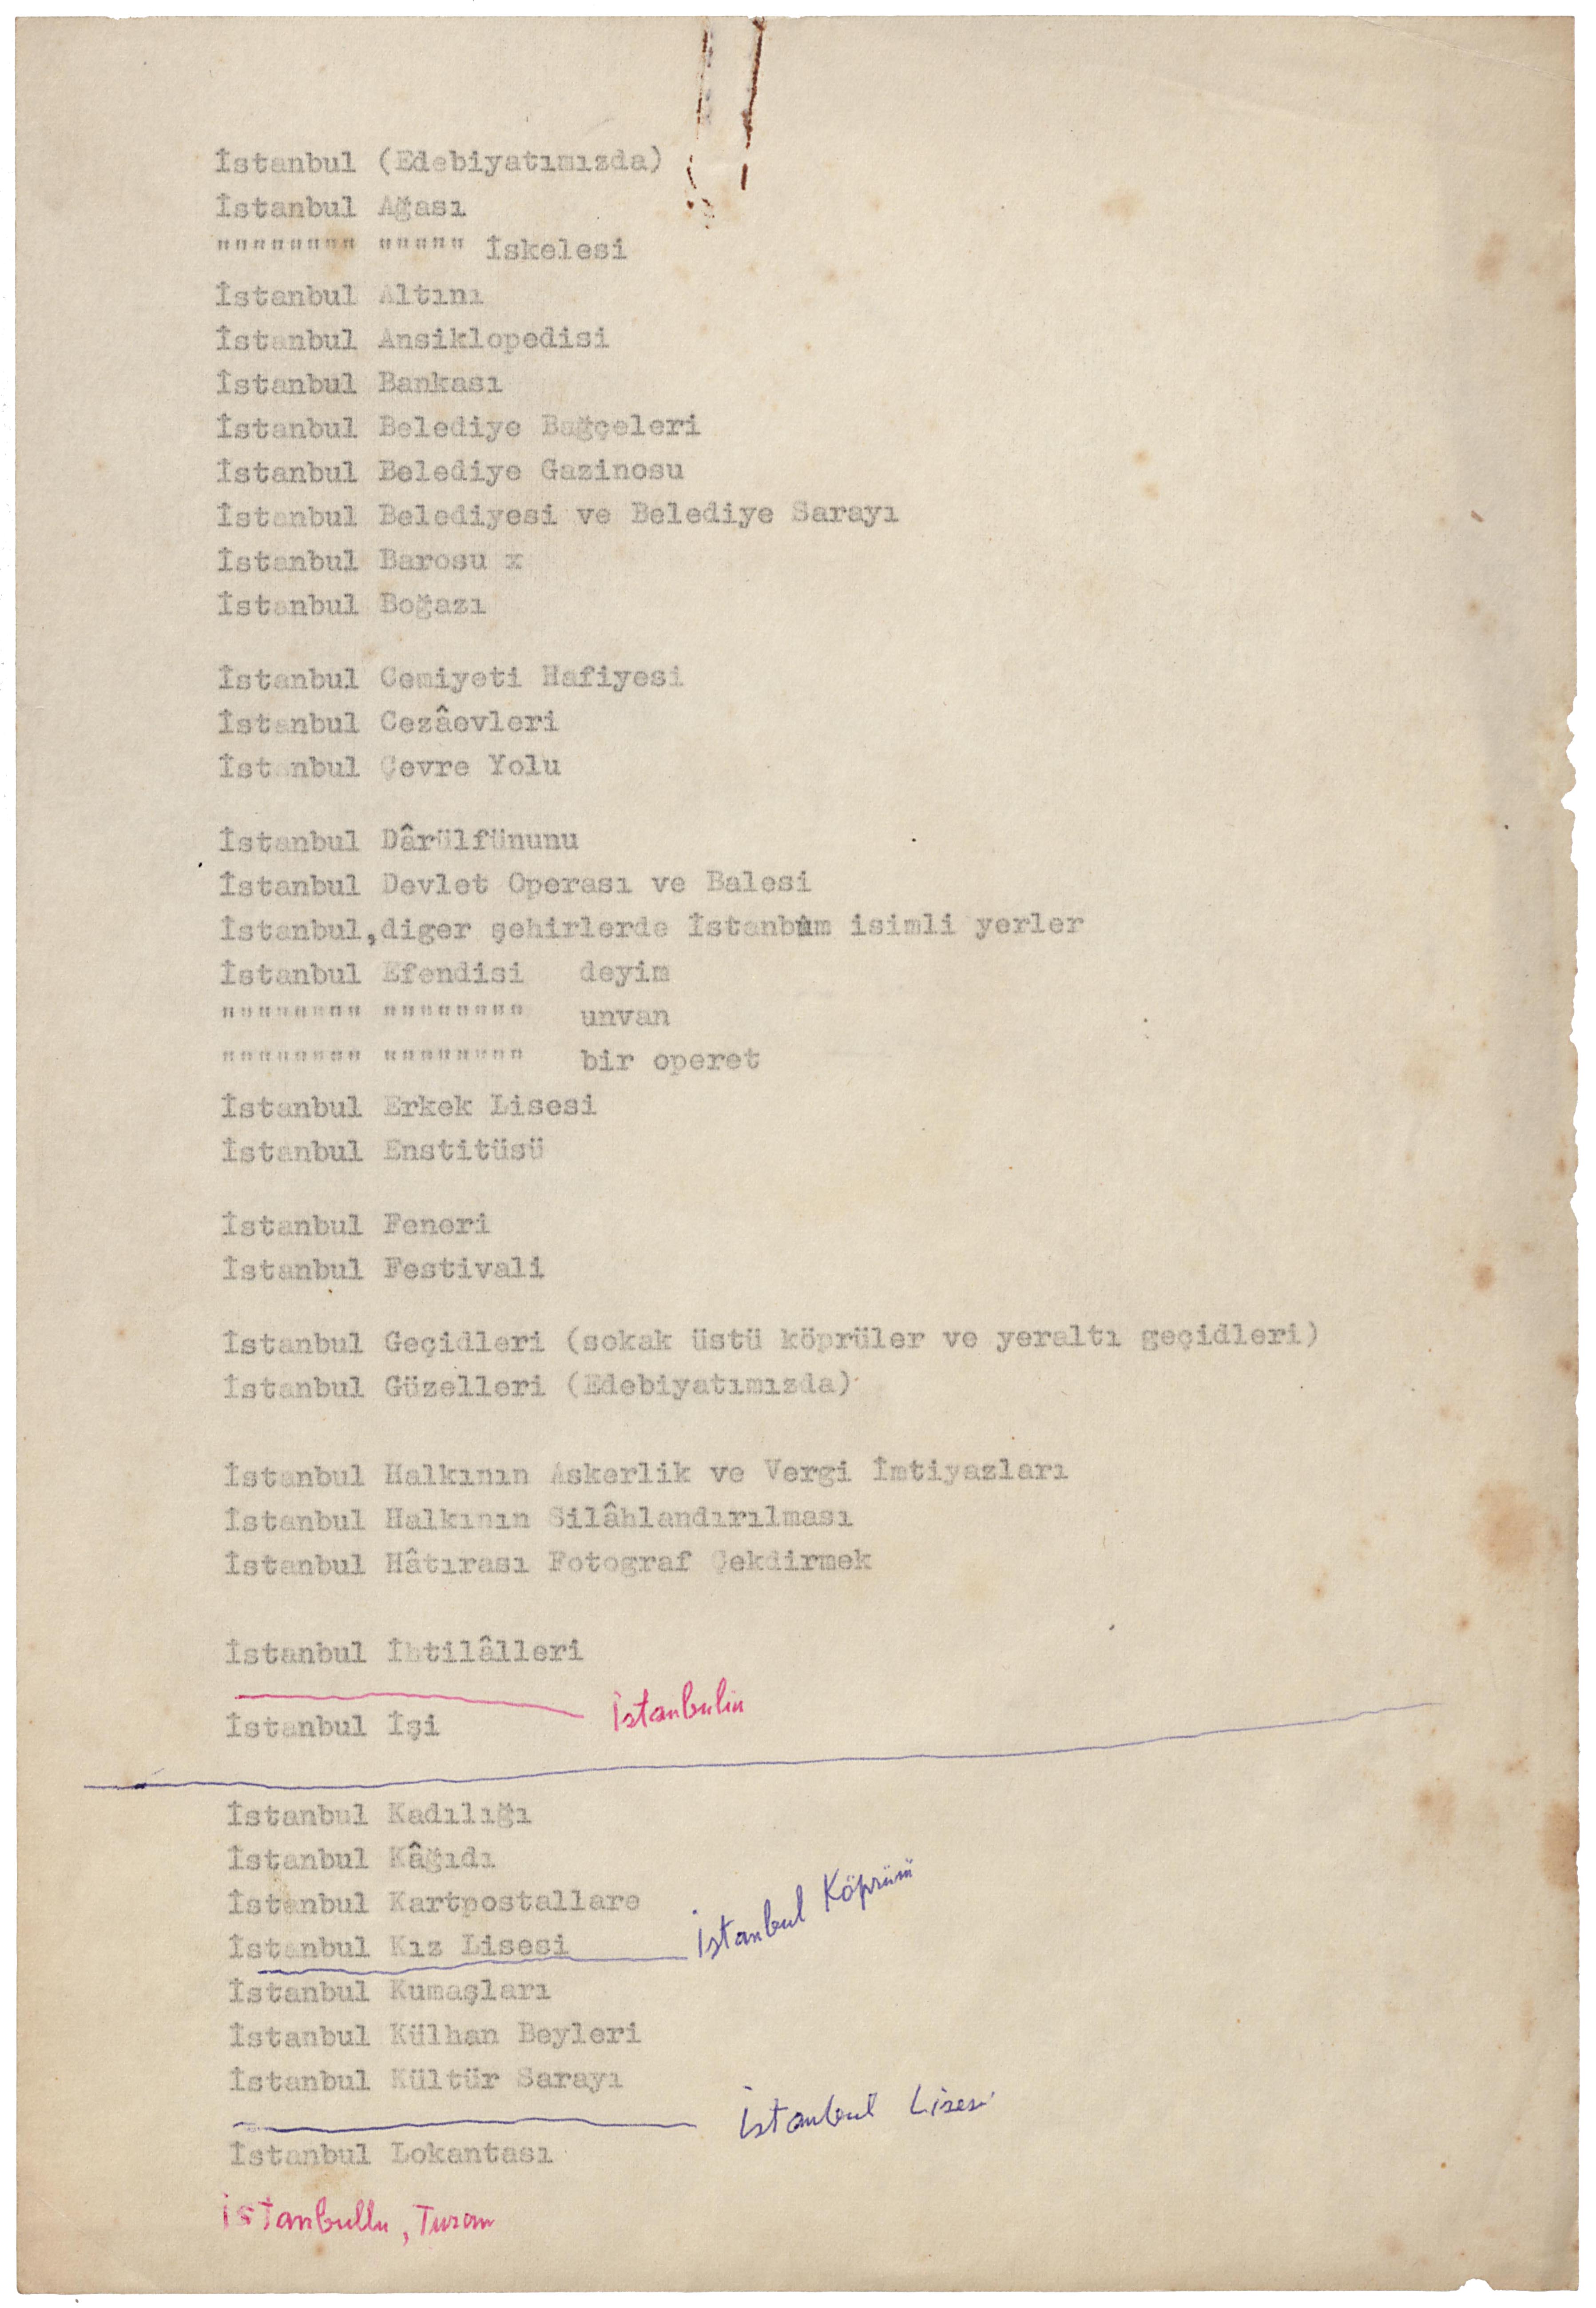 İstanbul (Edebiyatımızda)
İstanbul Ağası
"""""""" """"" İskelesi
İstanbul Altını
İstanbul Ansiklopedisi
İstanbul Bankası
İstanbul Belediye Bağçeleri
İstanbul Belediye Gazinosu
İstanbul Belediyesi ve Belediye Sarayı
İstanbul Barosu x
İstanbul Boğazı
İstanbul Cemiyeti Hafiyesi
İstanbul Cezâevleri
İstanbul Çevre Yolu
İstanbul Dârülfünunu
İstanbul Devlet Operası ve Balesi
İstanbul,diger şehirlerde İstanbum isimli yerler
İstanbul Efendisi deyim
"""""""" """""""" unvan
"""""""" """""""" bir operet
İstanbul Erkek Lisesi
İstanbul Enstitüsü
İstanbul Feneri
İstanbul Festivali
İstanbul Geçidleri (sokak üstü köprüler ve yeraltı geçidleri)
İstanbul Güzelleri (Edebiyatımızda)
İstanbul Halkının Askerlik ve Vergi İmtiyazları
İstanbul Halkının Silâhlandırılması
İstanbul Hâtırası Fotograf Çekdirmek
İstanbul İhtilâlleri
İstanbulin
İstanbul İşi
İstanbul Kadılığı
İstanbul Kâğıdı
İstanbul Kartpostallare
İstanbul Kız Lisesi
İstanbul Köprüsü
İstanbul Kumaşları
İstanbul Külhan Beyleri
İstanbul Kültür Sarayı
İstanbul Lisesi
İstanbul Lokantası
İstanbullu, Turan